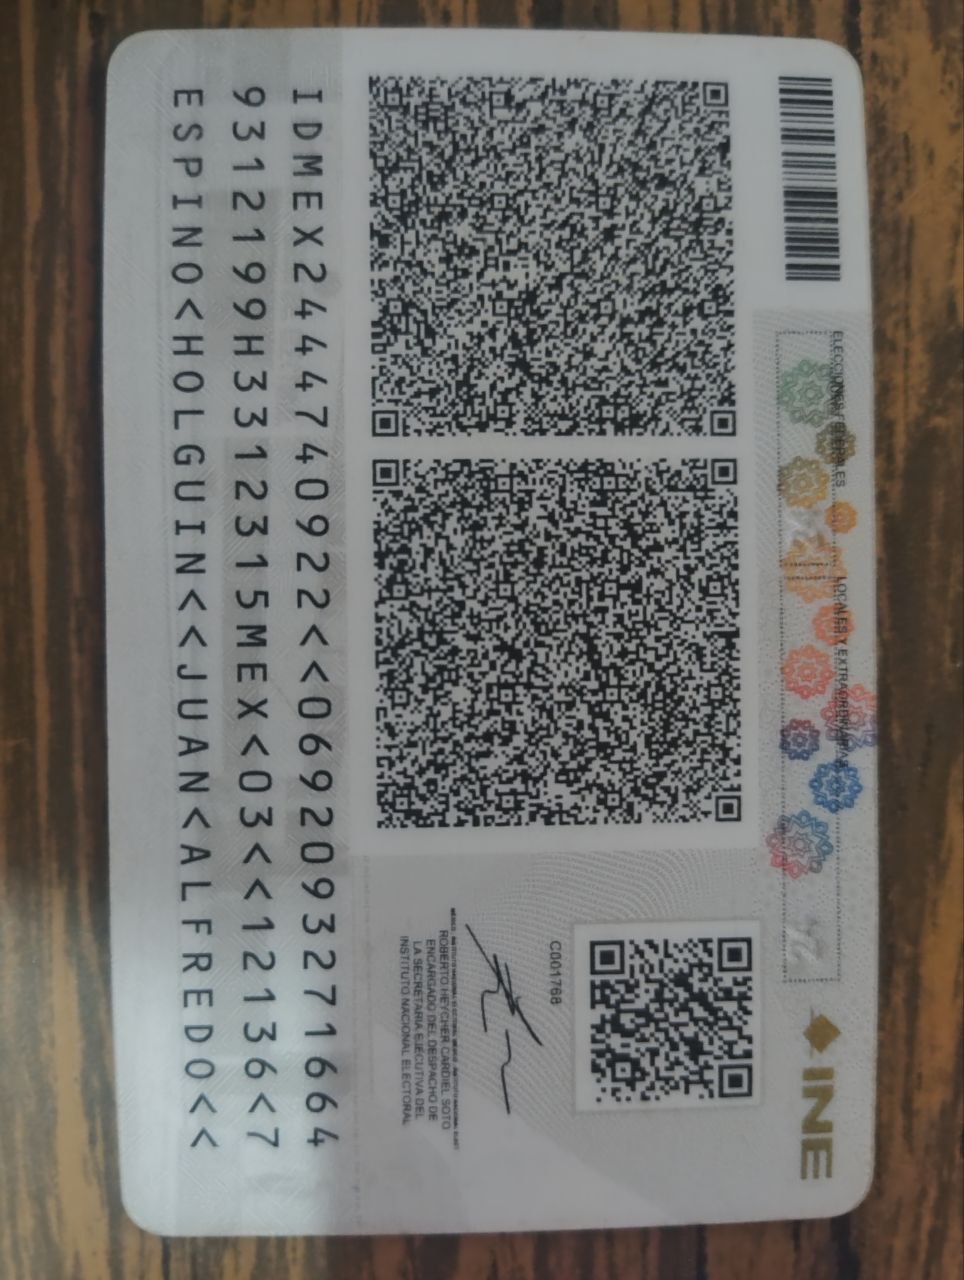 ELECCIONES FEDERALES
LOCALES Y EXTRAORDINARIAS
INE
C001768
ROBERTO HEYCHER CARDIEL SOTO
ENCARGADO DEL DESPACHO DE
LA SECRETARIA EJECUTIVA DEL
INSTITUTO NACIONAL ELECTORAL
IDMEX2444740922<<0692093271664
9312199H3312315MEX<03<<12136<7
ESPINO<HOLGUIN<<JUAN<ALFREDO<<